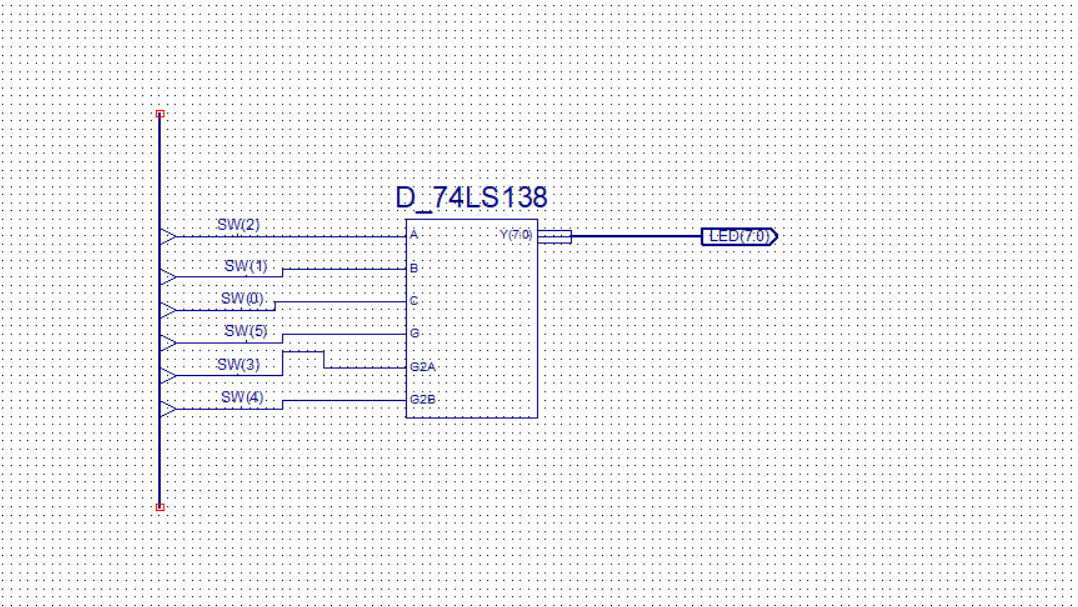 D_74LS138
SW(2)
A
Y(7:0)
LED(7:0)
SW(1)
B
SW(0)
C
SW(5)
G
SW(3)
G2A
SW(4)
G2B